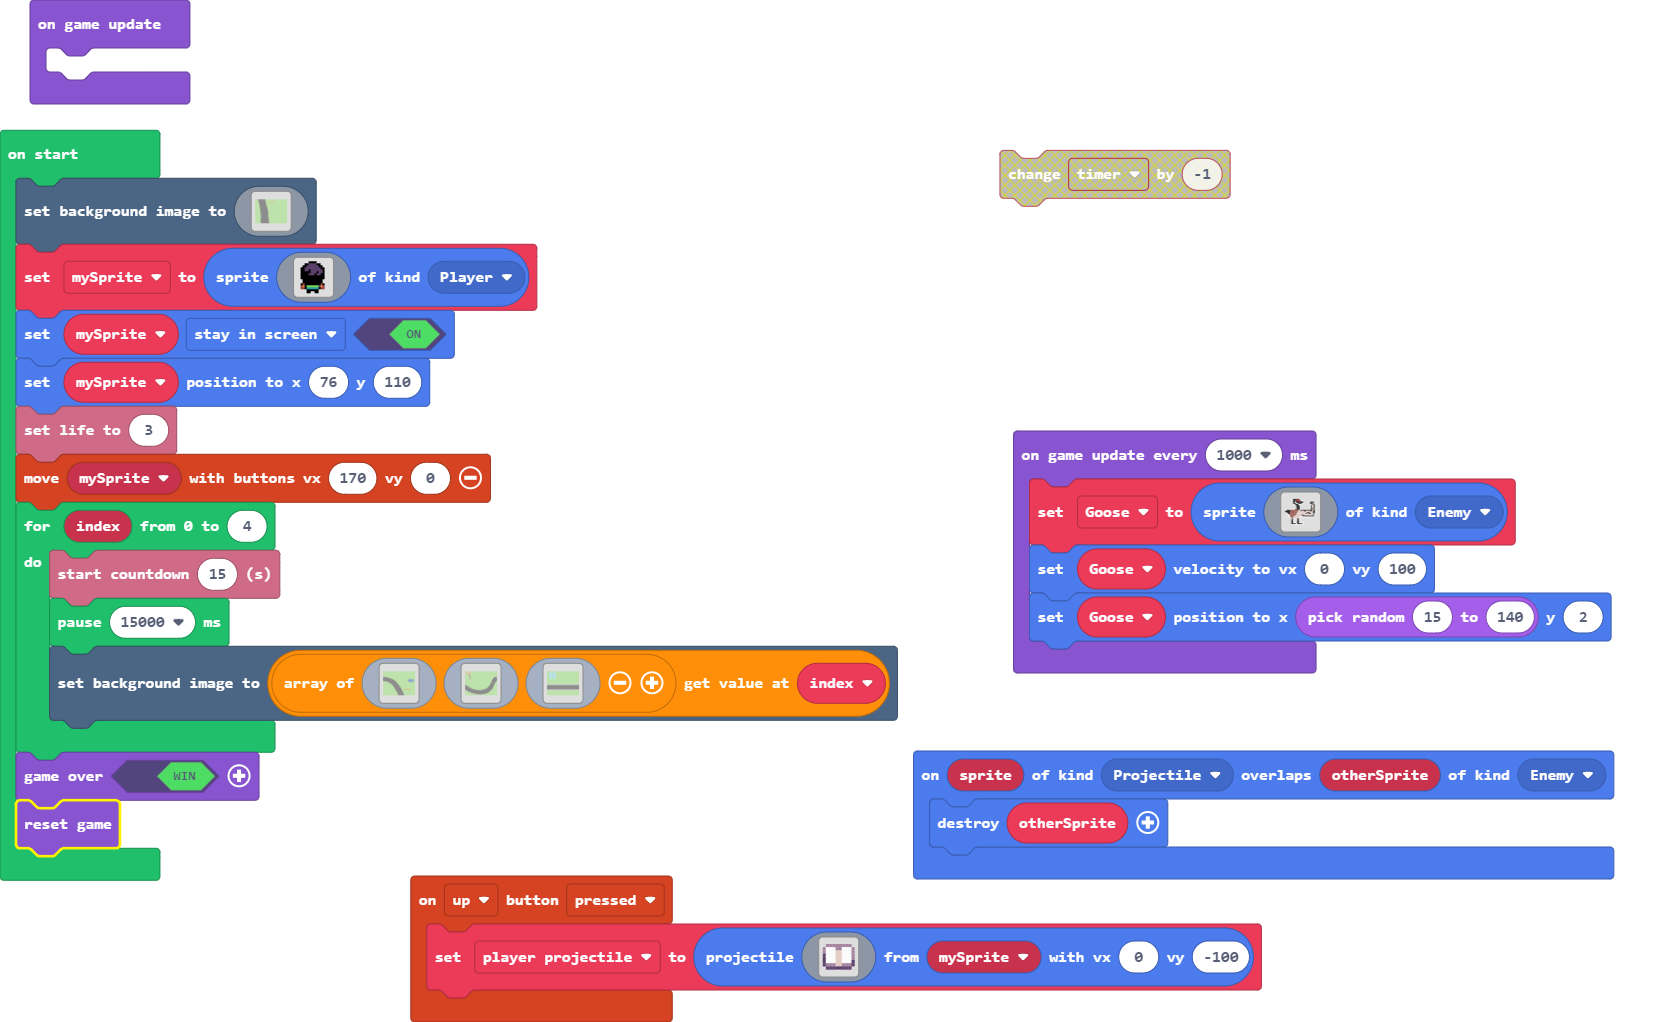 on game update
on start
set background image to
set mySprite to sprite of kind Player
set mySprite stay in screen ON
set mySprite position to x 76 y 110
set life to 3
move mySprite with buttons vx 170 vy 0
for index from 0 to 4
do
start countdown 15 (s)
pause 15000 ms
set background image to array of get value at index
game over WIN
reset game
change timer by -1
on game update every 1000 ms
set Goose to sprite of kind Enemy
set Goose velocity to vx 0 vy 100
set Goose position to x pick random 15 to 140 y 2
on sprite of kind Projectile overlaps otherSprite of kind Enemy
destroy otherSprite
on up button pressed
set player projectile to projectile from mySprite with vx 0 vy -100